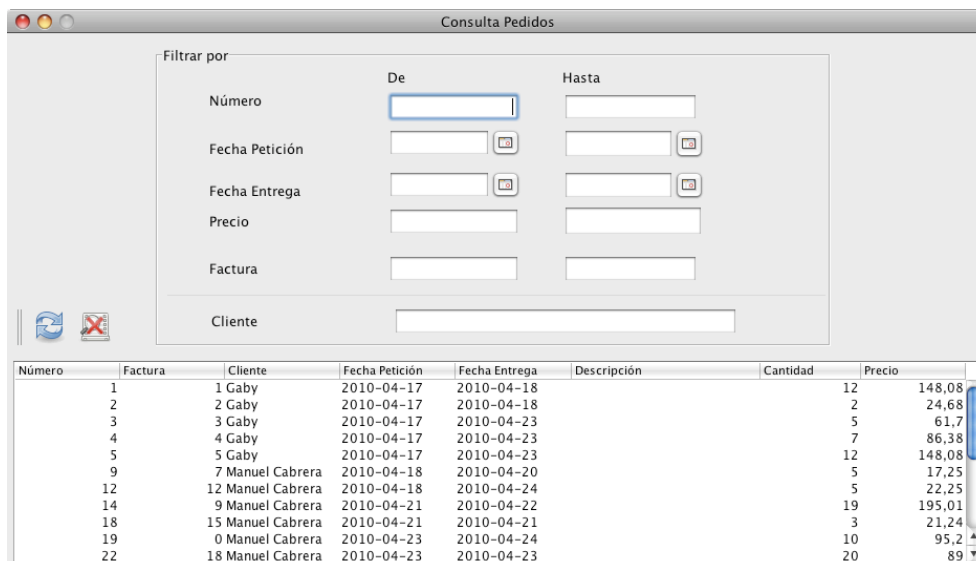 Consulta Pedidos
Filtrar por
De Hasta
Número
Fecha Petición
Fecha Entrega
Precio
Factura
Cliente
Número Factura Cliente Fecha Petición Fecha Entrega Descripción Cantidad Precio
1 1 Gaby 2010-04-17 2010-04-18 12 148,08
2 2 Gaby 2010-04-17 2010-04-18 2 24,68
3 3 Gaby 2010-04-17 2010-04-23 5 61,7
4 4 Gaby 2010-04-17 2010-04-23 7 86,38
5 5 Gaby 2010-04-17 2010-04-23 12 148,08
9 7 Manuel Cabrera 2010-04-18 2010-04-20 5 17,25
12 12 Manuel Cabrera 2010-04-18 2010-04-24 5 22,25
14 9 Manuel Cabrera 2010-04-21 2010-04-22 19 195,01
18 15 Manuel Cabrera 2010-04-21 2010-04-21 3 21,24
19 0 Manuel Cabrera 2010-04-23 2010-04-24 10 95,2
22 18 Manuel Cabrera 2010-04-23 2010-04-23 20 89